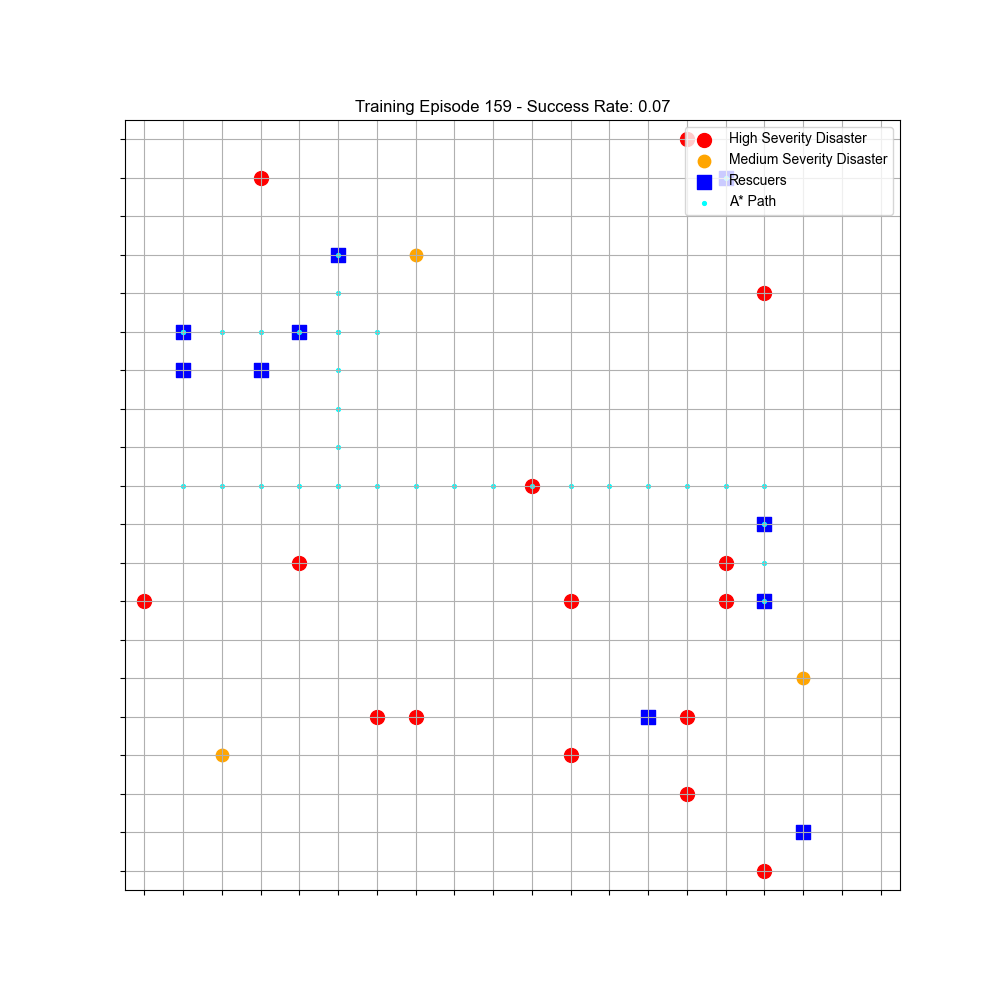 Training Episode 159 - Success Rate: 0.07
High Severity Disaster
Medium Severity Disaster
Rescuers
A* Path